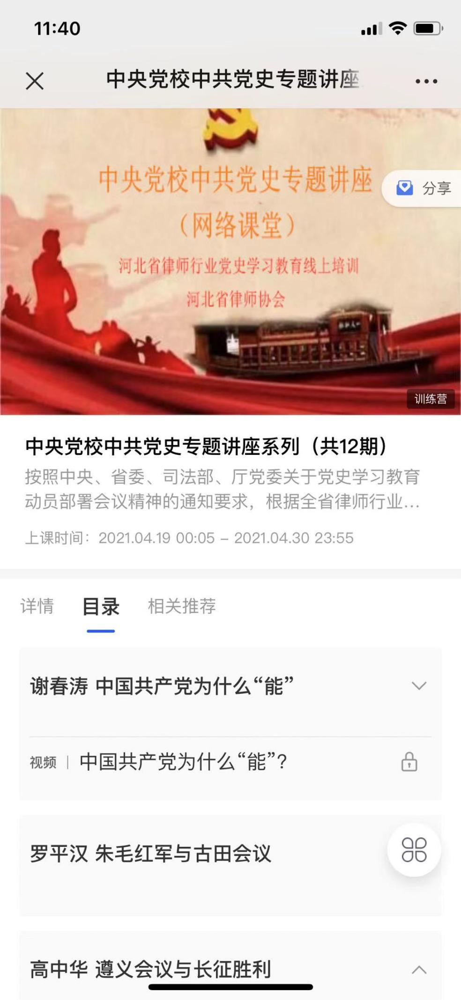 11:40
中央党校中共党史专题讲座
中央党校中共党史专题讲座
分享
（网络课堂）
河北省律师行业党史学习教育线上培训
河北省律师协会
训练营
中央党校中共党史专题讲座系列（共12期）
按照中央、省委、司法部、厅党委关于党史学习教育
动员部署会议精神的通知要求，根据全省律师行业...
上课时间：2021.04.19 00:05 – 2021.04.30 23:55
详情 目录 相关推荐
谢春涛 中国共产党为什么“能”
视频 | 中国共产党为什么“能”?
罗平汉 朱毛红军与古田会议
高中华 遵义会议与长征胜利